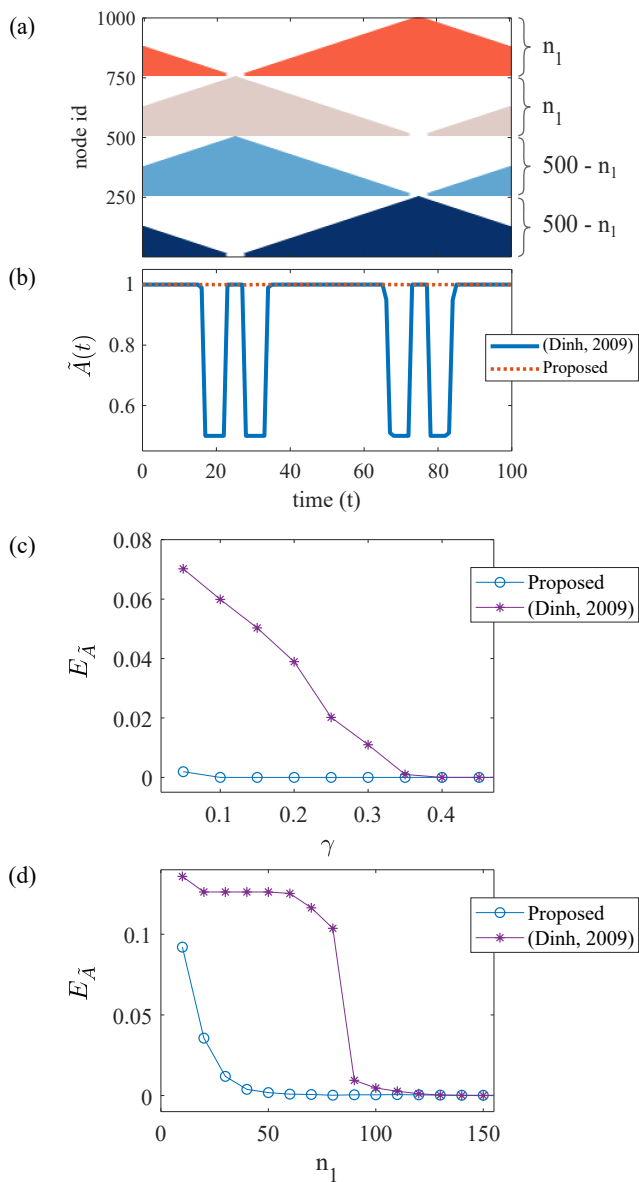 (a)
1000
750
500
250
node id
n1
n1
500 - n1
500 - n1
(b)
1
0.8
0.6
Ã(t)
0 20 40 60 80 100
time (t)
(Dinh, 2009)
Proposed
(c)
0.08
0.06
0.04
0.02
0
E_Ã
0.1 0.2 0.3 0.4
γ
Proposed
(Dinh, 2009)
(d)
0.1
0.05
0
E_Ã
0 50 100 150
n1
Proposed
(Dinh, 2009)